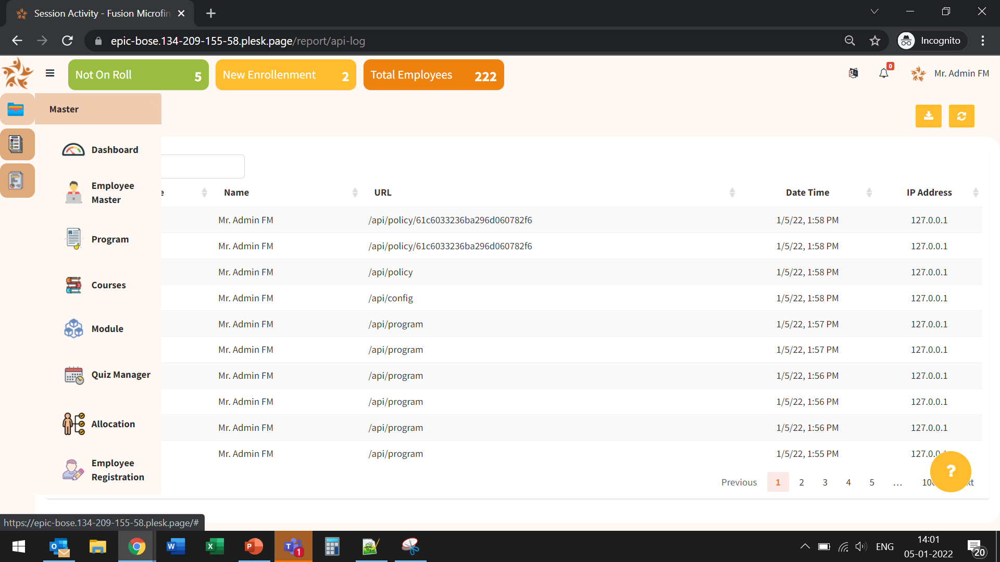 Session Activity - Fusion Microfin
epic-bose.134-209-155-58.plesk.page/report/api-log
Incognito
Not On Roll 5
New Enrollenment 2
Total Employees 222
0
Mr. Admin FM
Master
Dashboard
Employee
Master
Program
Courses
Module
Quiz Manager
Allocation
Employee
Registration
e Name URL Date Time IP Address
Mr. Admin FM /api/policy/61c6033236ba296d060782f6 1/5/22, 1:58 PM 127.0.0.1
Mr. Admin FM /api/policy/61c6033236ba296d060782f6 1/5/22, 1:58 PM 127.0.0.1
Mr. Admin FM /api/policy 1/5/22, 1:58 PM 127.0.0.1
Mr. Admin FM /api/config 1/5/22, 1:58 PM 127.0.0.1
Mr. Admin FM /api/program 1/5/22, 1:57 PM 127.0.0.1
Mr. Admin FM /api/program 1/5/22, 1:57 PM 127.0.0.1
Mr. Admin FM /api/program 1/5/22, 1:56 PM 127.0.0.1
Mr. Admin FM /api/program 1/5/22, 1:56 PM 127.0.0.1
Mr. Admin FM /api/program 1/5/22, 1:56 PM 127.0.0.1
Mr. Admin FM /api/program 1/5/22, 1:55 PM 127.0.0
?
Previous 1 2 3 4 5 ...
https://epic-bose.134-209-155-58.plesk.page/#
1
ENG
14:01
05-01-2022
20